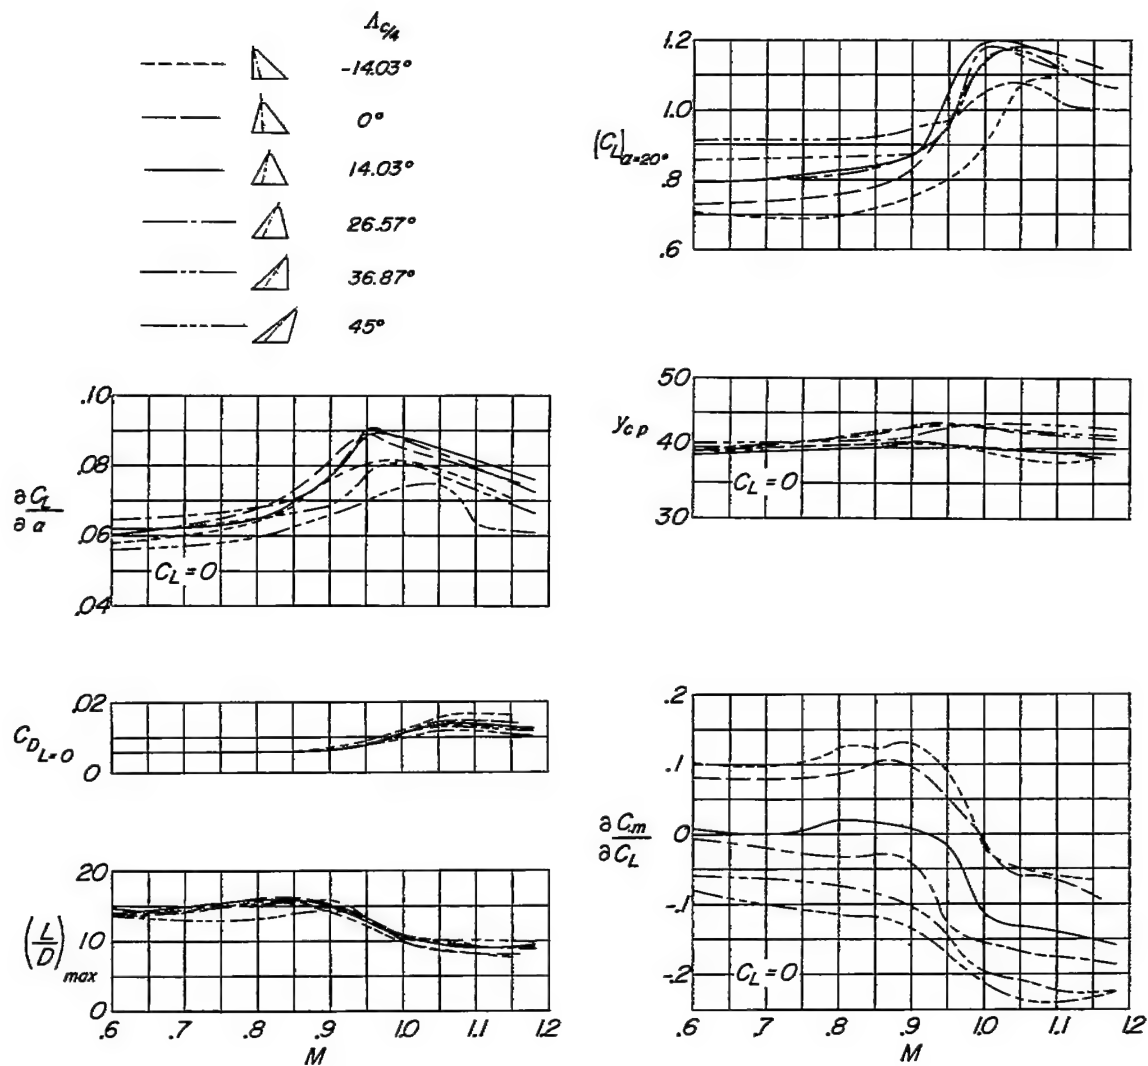 Λc/4
-14.03°
0°
14.03°
26.57°
36.87°
45°
1.2
1.0
.8
.6
(CL)α=20°
50
40
30
yc p
CL = 0
.10
.08
.06
.04
∂CL
∂α
CL = 0
.02
0
CDL=0
20
10
0
(L/D)max
.6 .7 .8 .9 1.0 1.1 1.2
M
.2
.1
0
-.1
-.2
∂Cm
∂CL
CL = 0
.6 .7 .8 .9 1.0 1.1 1.2
M